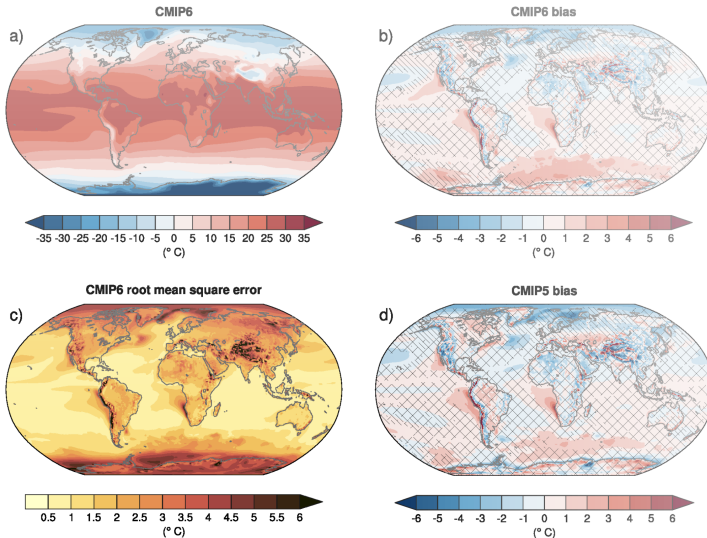 CMIP6
a)
-35 -30 -25 -20 -15 -10 -5 0 5 10 15 20 25 30 35
(° C)
CMIP6 bias
b)
-6 -5 -4 -3 -2 -1 0 1 2 3 4 5 6
(° C)
CMIP6 root mean square error
c)
0.5 1 1.5 2 2.5 3 3.5 4 4.5 5 5.5 6
(° C)
CMIP5 bias
d)
-6 -5 -4 -3 -2 -1 0 1 2 3 4 5 6
(° C)